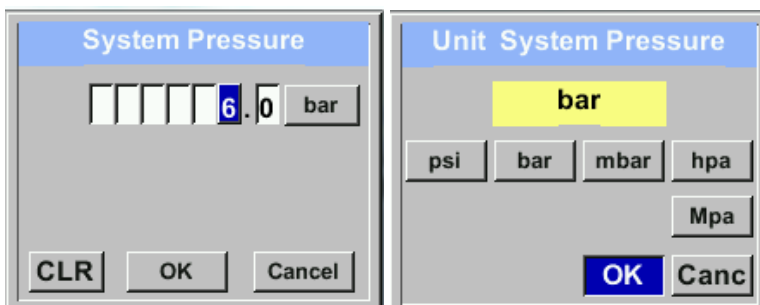 System Pressure
6.0 bar
CLR OK Cancel
Unit System Pressure
bar
psi bar mbar hpa
Mpa
OK Canc